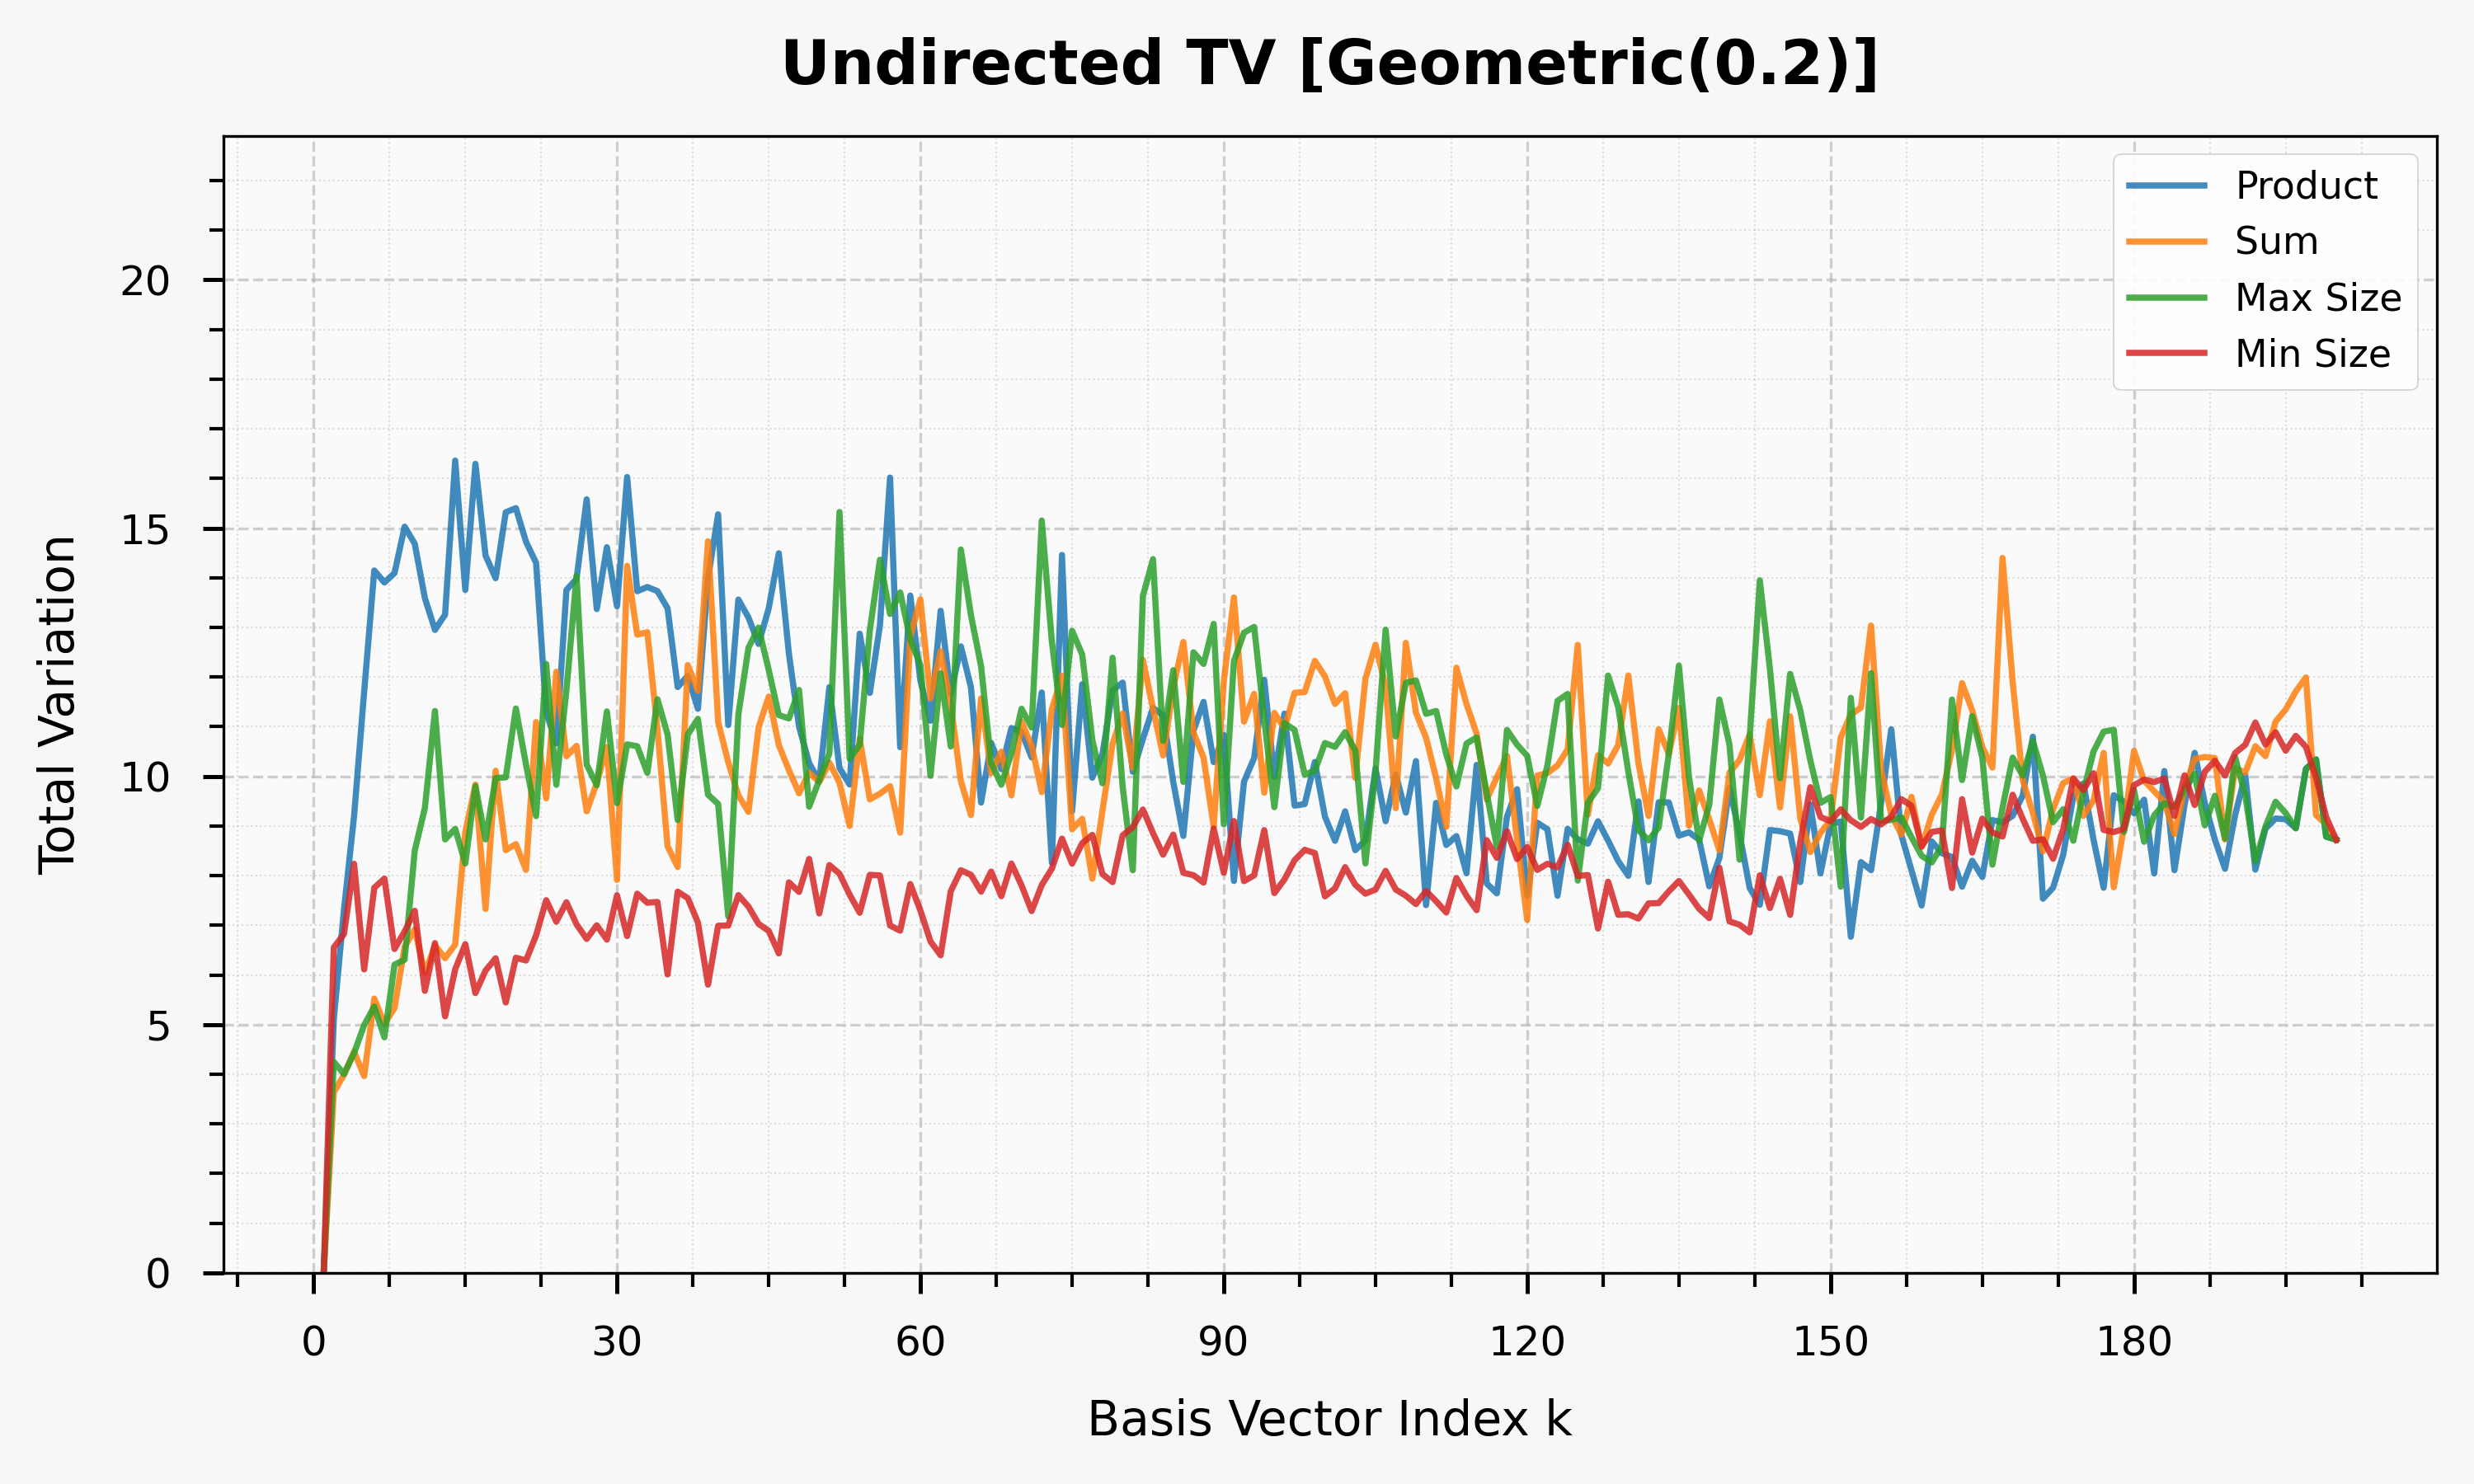 Undirected TV [Geometric(0.2)]
Product
Sum
Max Size
Min Size
Total Variation
20
15
10
5
0
0 30 60 90 120 150 180
Basis Vector Index k